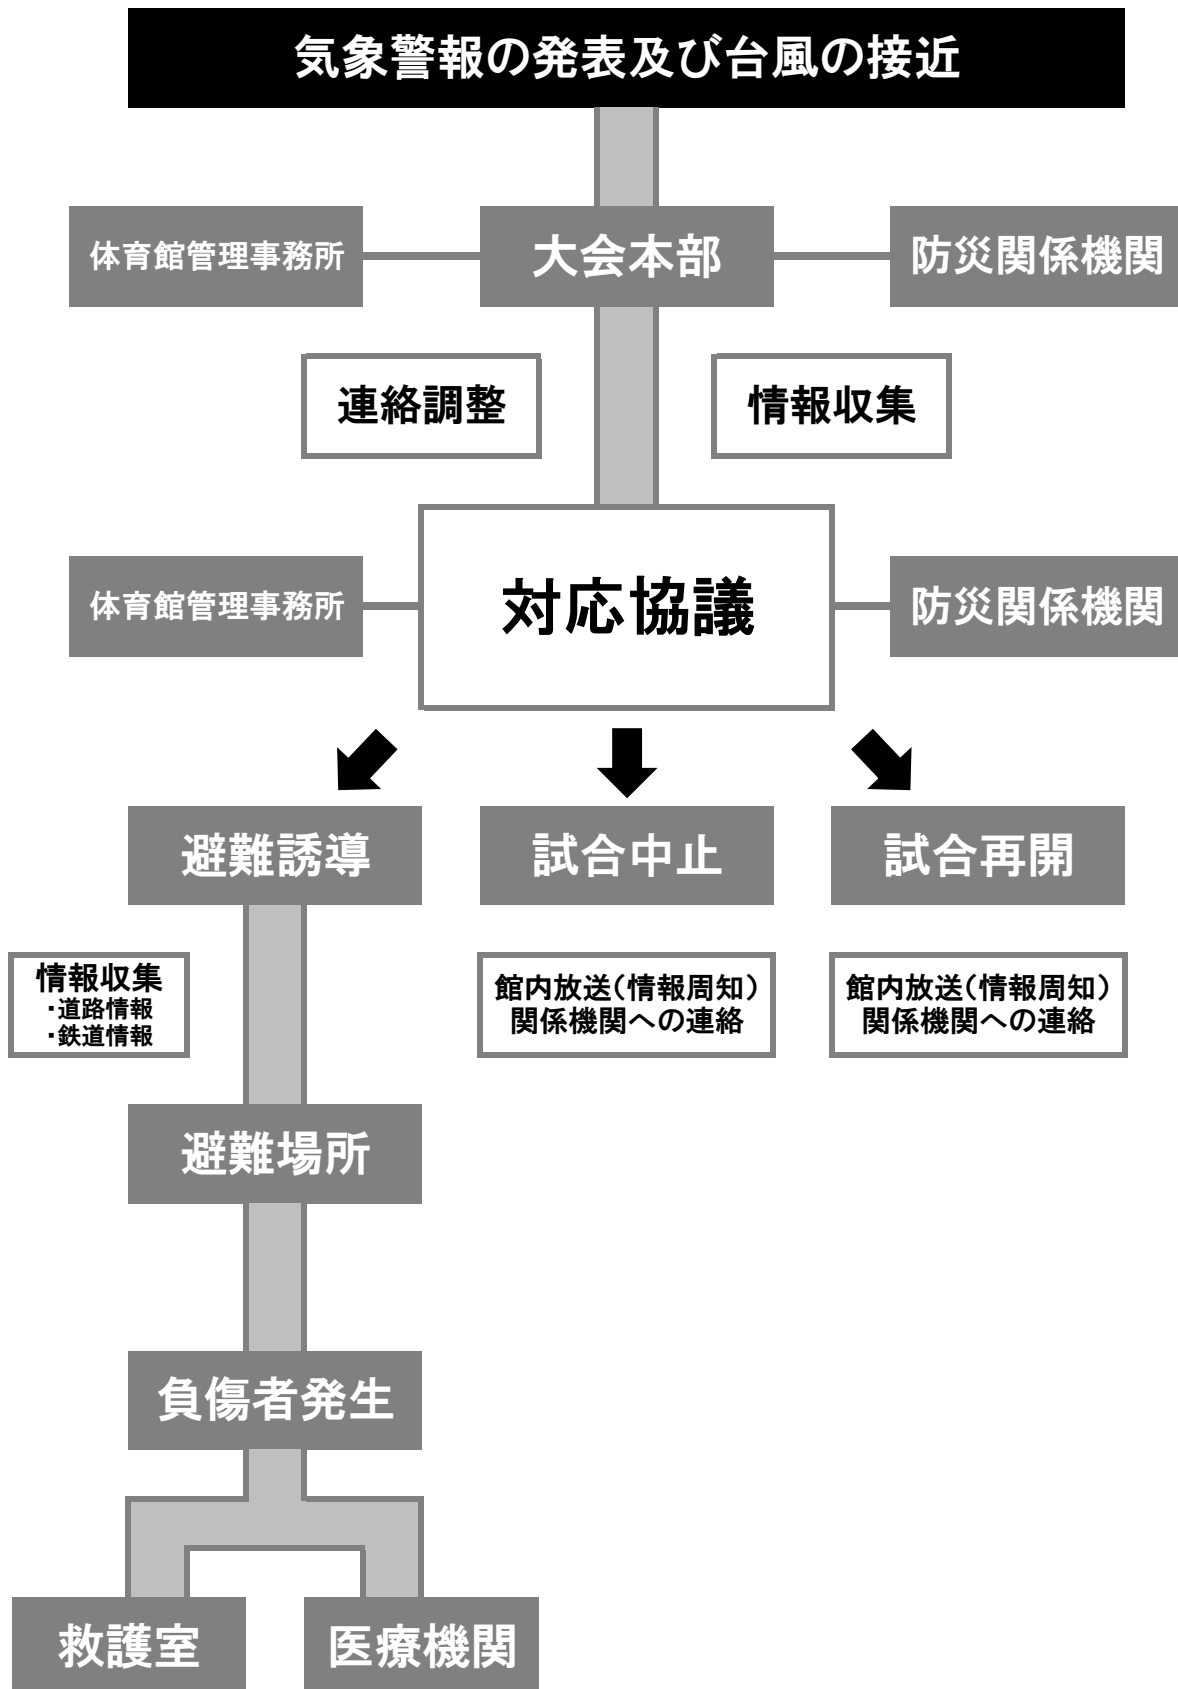 気象警報の発表及び台風の接近
体育館管理事務所
大会本部
防災関係機関
連絡調整
情報収集
体育館管理事務所
対応協議
防災関係機関
避難誘導
試合中止
試合再開
情報収集
・道路情報
・鉄道情報
館内放送(情報周知)
関係機関への連絡
館内放送(情報周知)
関係機関への連絡
避難場所
負傷者発生
救護室
医療機関